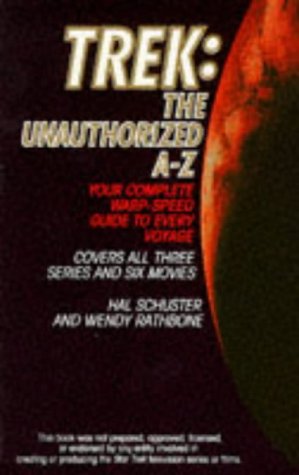 TREK:
THE
UNAUTHORIZED
A-Z
YOUR COMPLETE
WARP-SPEED
GUIDE TO EVERY
VOYAGE
COVERS ALL THREE
SERIES AND SIX MOVIES
HAL SCHUSTER
AND WENDY RATHBONE
This book was not prepared, approved, licensed,
or endorsed by any entity involved in
creating or producing the Star Trek television series or films.